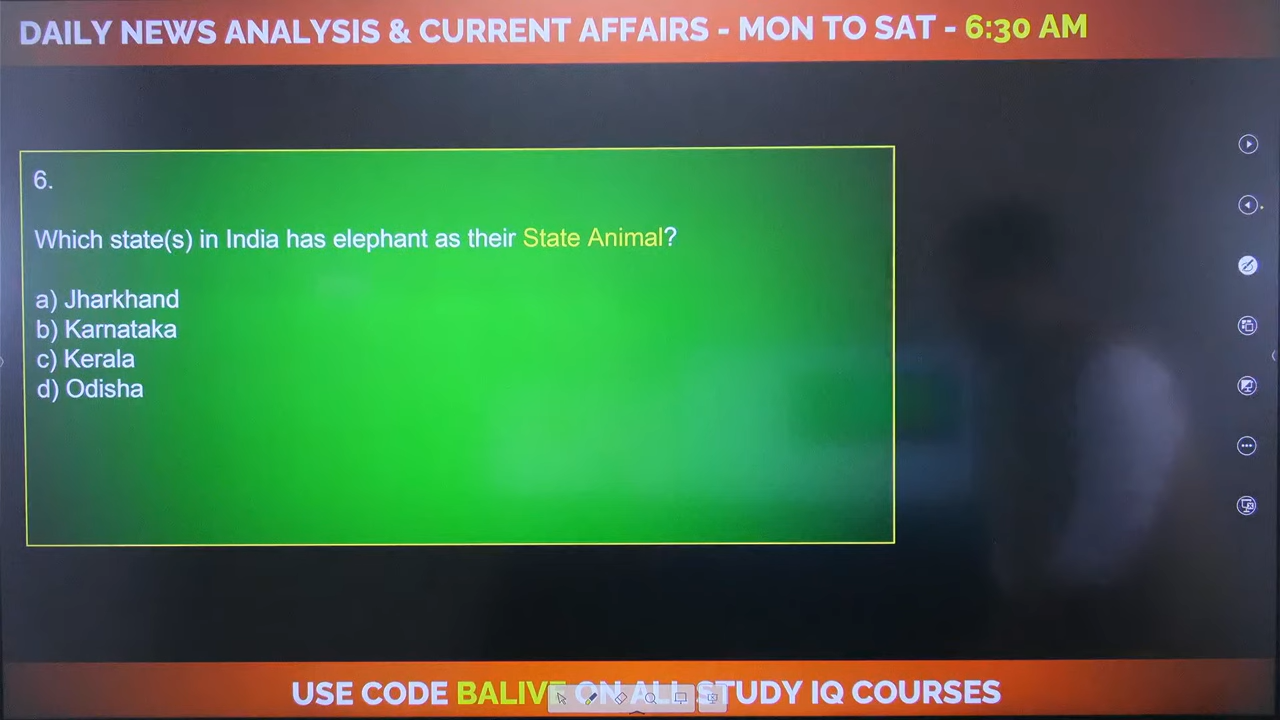 DAILY NEWS ANALYSIS & CURRENT AFFAIRS - MON TO SAT - 6:30 AM
6.
Which state(s) in India has elephant as their State Animal?
a) Jharkhand
b) Karnataka
c) Kerala
d) Odisha
USE CODE BALIVE ON ALL STUDY IQ COURSES